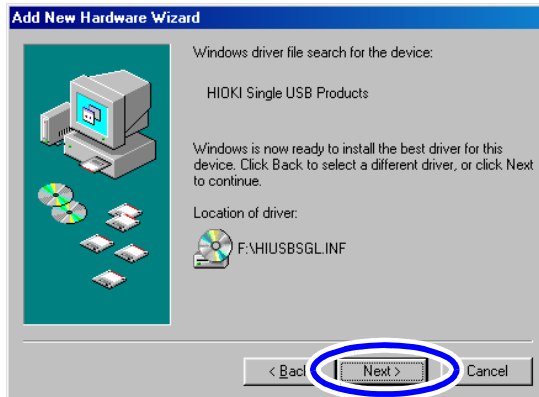 Add New Hardware Wizard
Windows driver file search for the device:
HIOKI Single USB Products
Windows is now ready to install the best driver for this
device. Click Back to select a different driver, or click Next
to continue.
Location of driver:
F:\HIUSBSGL.INF
< Back Next > Cancel